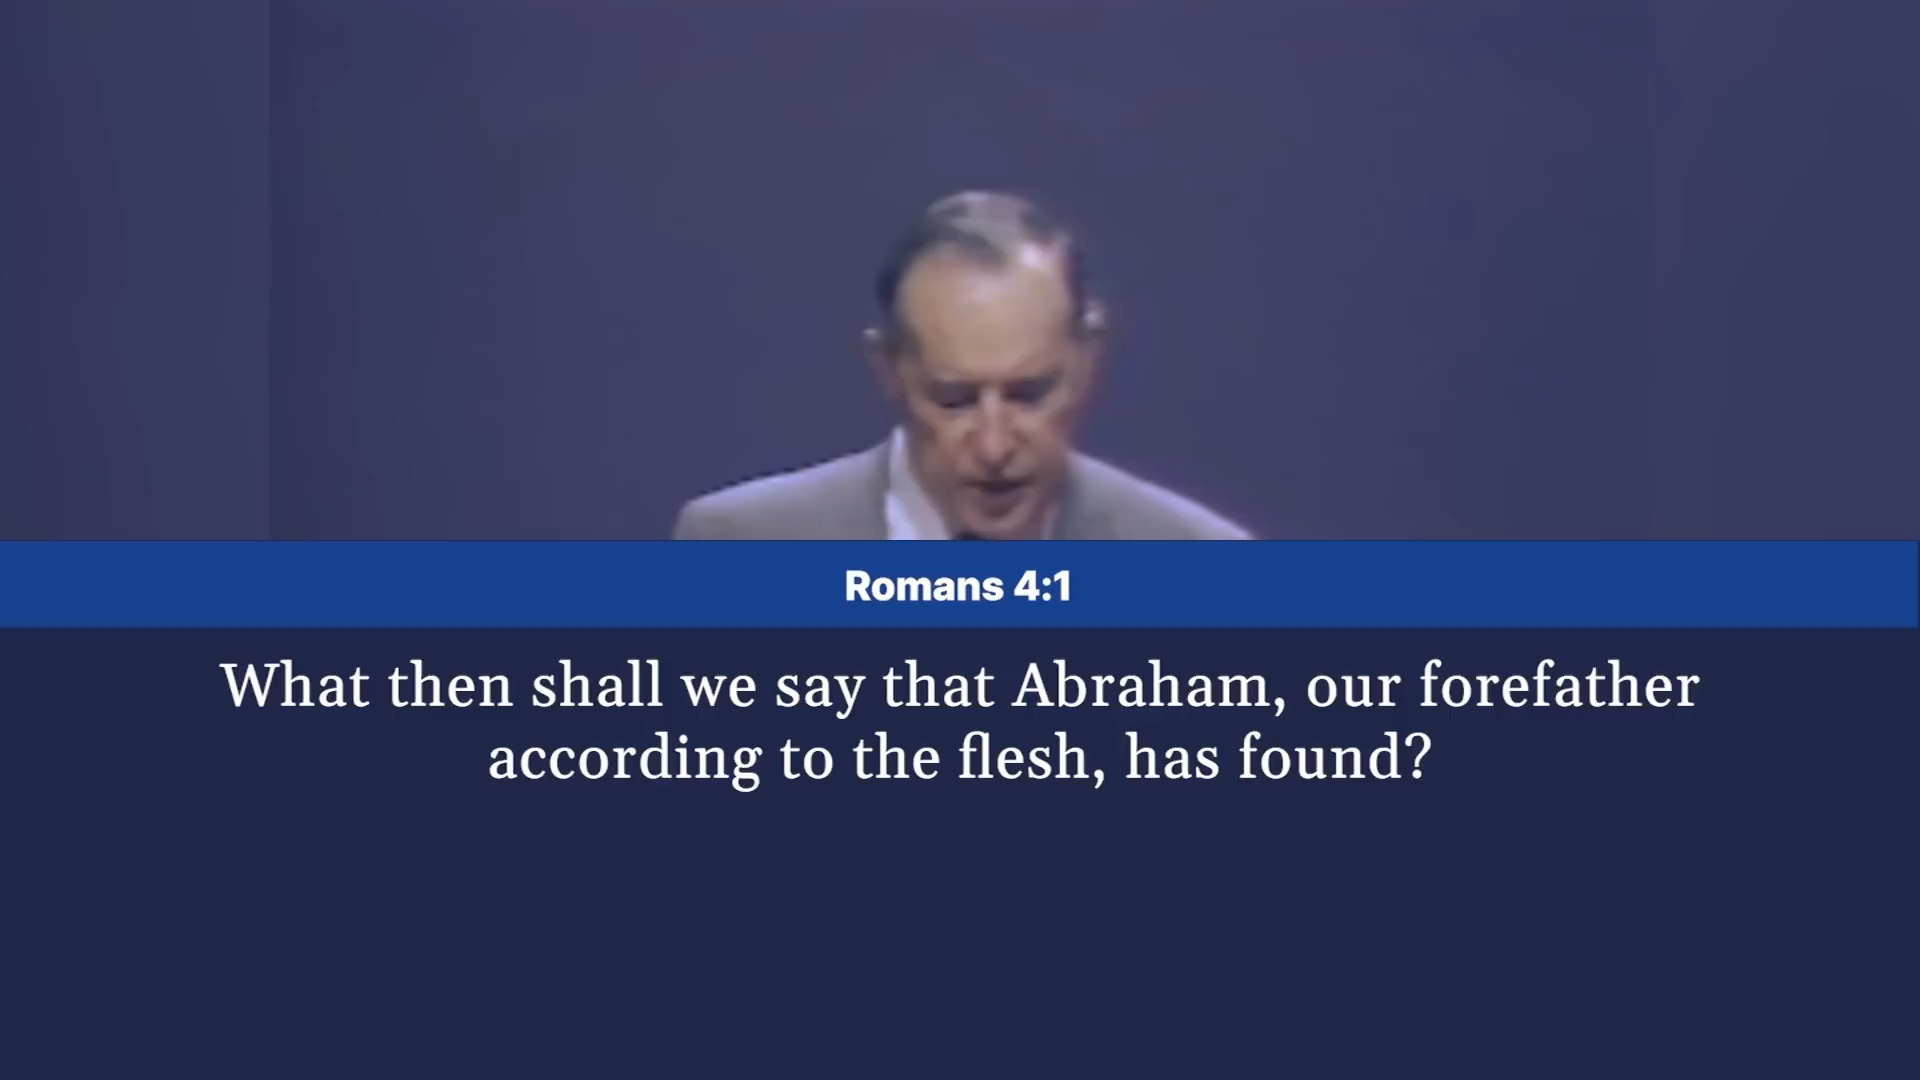 Romans 4:1
What then shall we say that Abraham, our forefather
according to the flesh, has found?